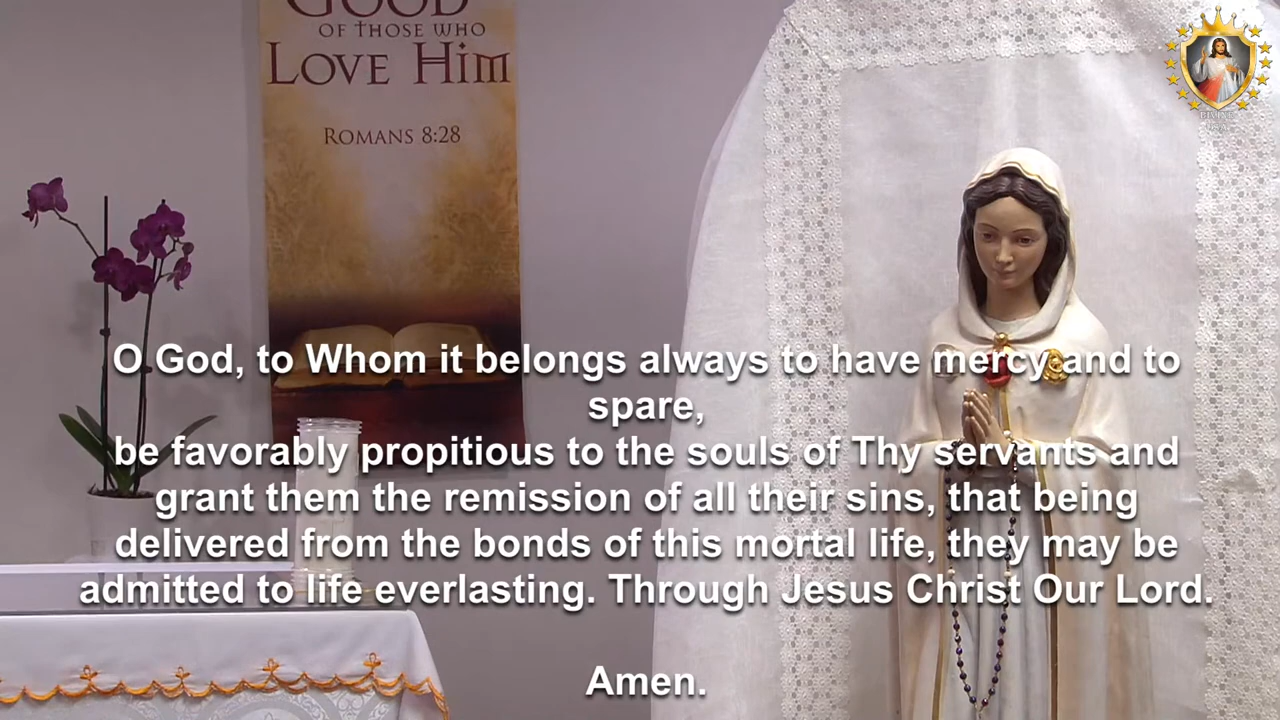 GOOD
OF THOSE WHO
LOVE HIM
ROMANS 8:28
O God, to Whom it belongs always to have mercy and to
spare,
be favorably propitious to the souls of Thy servants and
grant them the remission of all their sins, that being
delivered from the bonds of this mortal life, they may be
admitted to life everlasting. Through Jesus Christ Our Lord.
Amen.